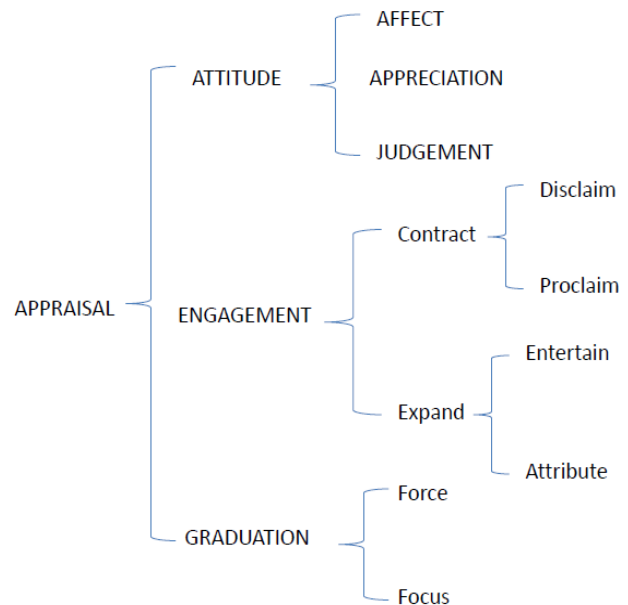 AFFECT
ATTITUDE
APPRECIATION
JUDGEMENT
Disclaim
Contract
Proclaim
APPRAISAL
ENGAGEMENT
Entertain
Expand
Attribute
Force
GRADUATION
Focus